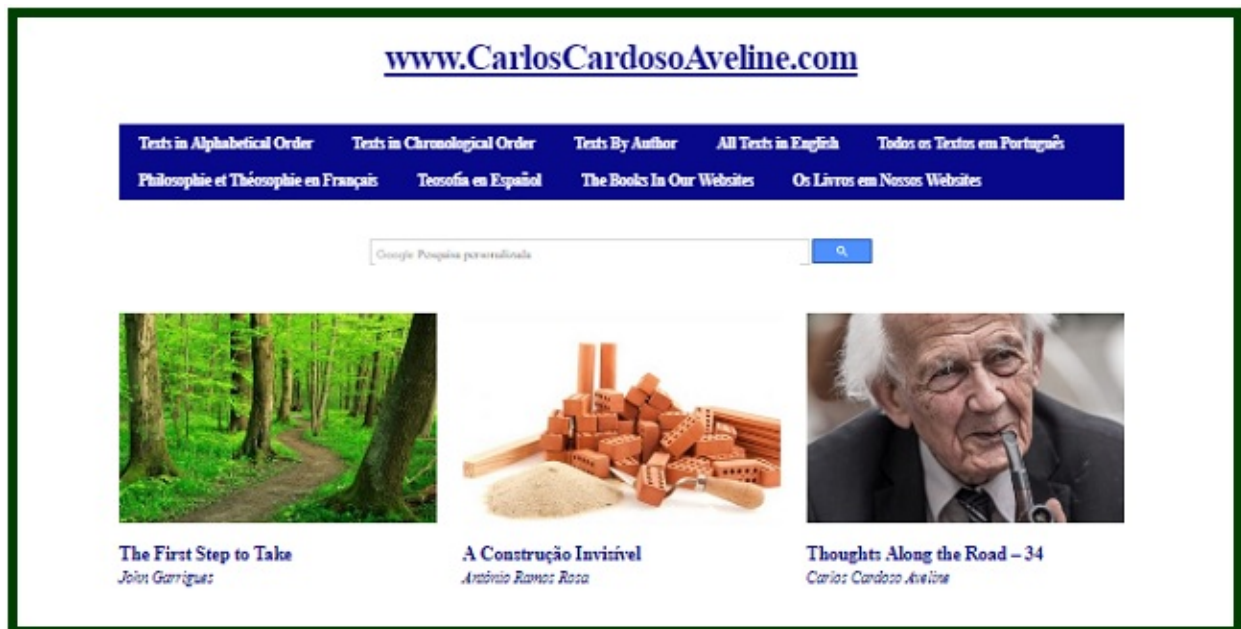 www.CarlosCardosoAveline.com
Texts in Alphabetical Order Texts in Chronological Order Texts By Author All Texts in English Todos os Textos em Português
Philosophie et Théosophie en Français Teosofía en Español The Books In Our Websites Os Livros em Nossos Websites
Google Pesquisa personalizada
The First Step to Take
John Garrigues
A Construção Invisível
António Ramos Rosa
Thoughts Along the Road – 34
Carlos Cardoso Aveline